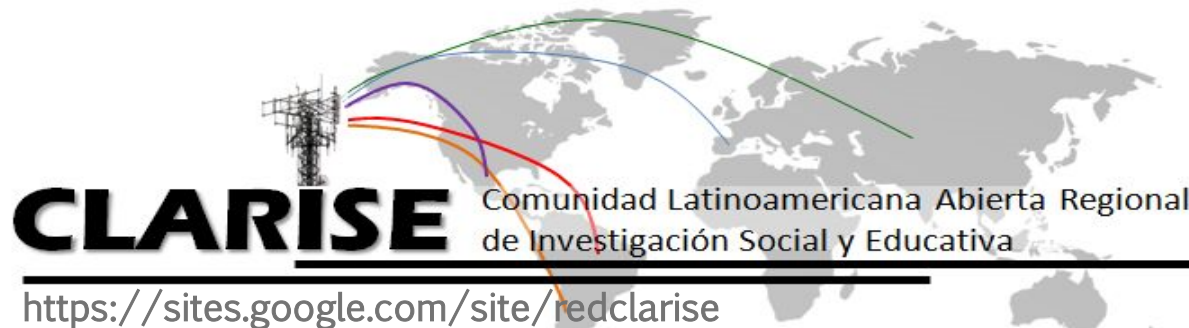 CLARISE
Comunidad Latinoamericana Abierta Regional
de Investigación Social y Educativa
https://sites.google.com/site/redclarise